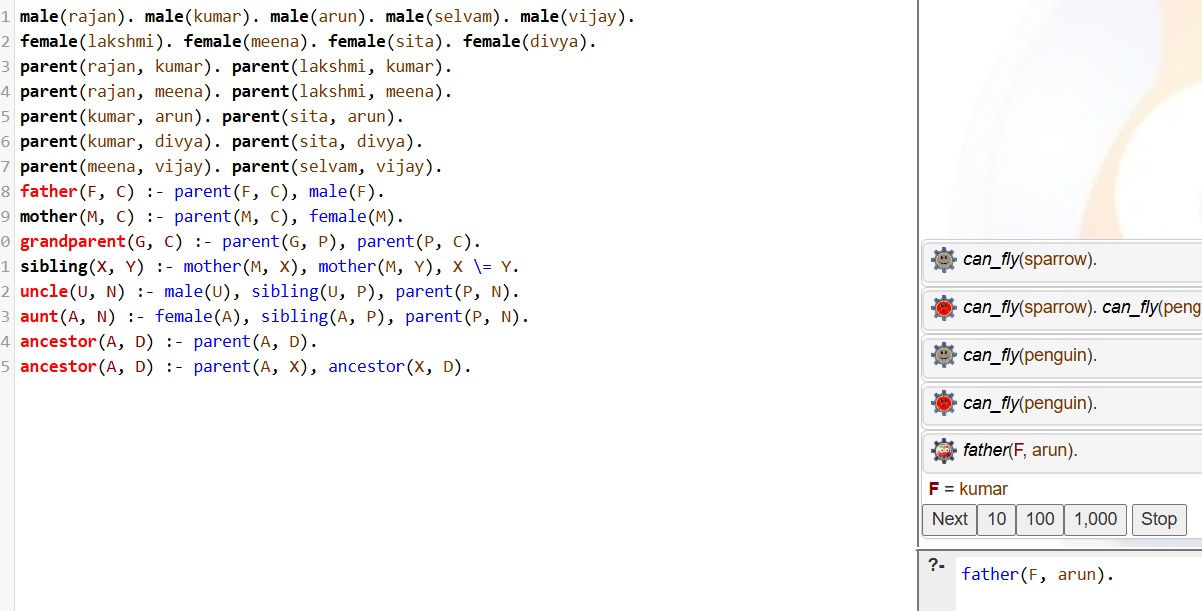 1 male(rajan). male(kumar). male(arun). male(selvam). male(vijay).
2 female(lakshmi). female(meena). female(sita). female(divya).
3 parent(rajan, kumar). parent(lakshmi, kumar).
4 parent(rajan, meena). parent(lakshmi, meena).
5 parent(kumar, arun). parent(sita, arun).
6 parent(kumar, divya). parent(sita, divya).
7 parent(meena, vijay). parent(selvam, vijay).
8 father(F, C) :- parent(F, C), male(F).
9 mother(M, C) :- parent(M, C), female(M).
0 grandparent(G, C) :- parent(G, P), parent(P, C).
1 sibling(X, Y) :- mother(M, X), mother(M, Y), X \= Y.
2 uncle(U, N) :- male(U), sibling(U, P), parent(P, N).
3 aunt(A, N) :- female(A), sibling(A, P), parent(P, N).
4 ancestor(A, D) :- parent(A, D).
5 ancestor(A, D) :- parent(A, X), ancestor(X, D).
can_fly(sparrow).
can_fly(sparrow). can_fly(peng
can_fly(penguin).
can_fly(penguin).
father(F, arun).
F = kumar
Next 10 100 1,000 Stop
?- father(F, arun).